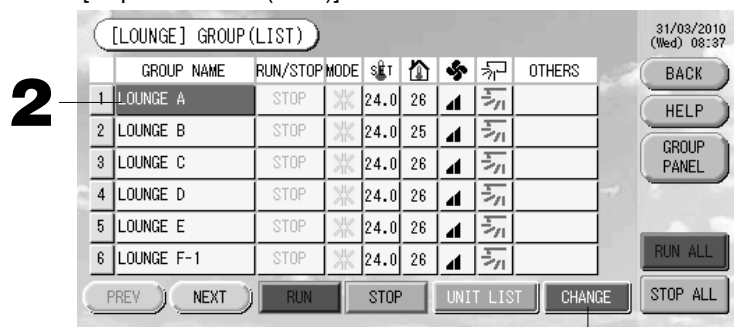 [LOUNGE] GROUP(LIST)
31/03/2010
(Wed) 08:37
GROUP NAME RUN/STOP MODE SET OTHERS
BACK
2
1 LOUNGE A STOP 24.0 26
HELP
2 LOUNGE B STOP 24.0 25
3 LOUNGE C STOP 24.0 26
GROUP
PANEL
4 LOUNGE D STOP 24.0 26
5 LOUNGE E STOP 24.0 26
6 LOUNGE F-1 STOP 24.0 26
RUN ALL
PREV NEXT RUN STOP UNIT LIST CHANGE STOP ALL